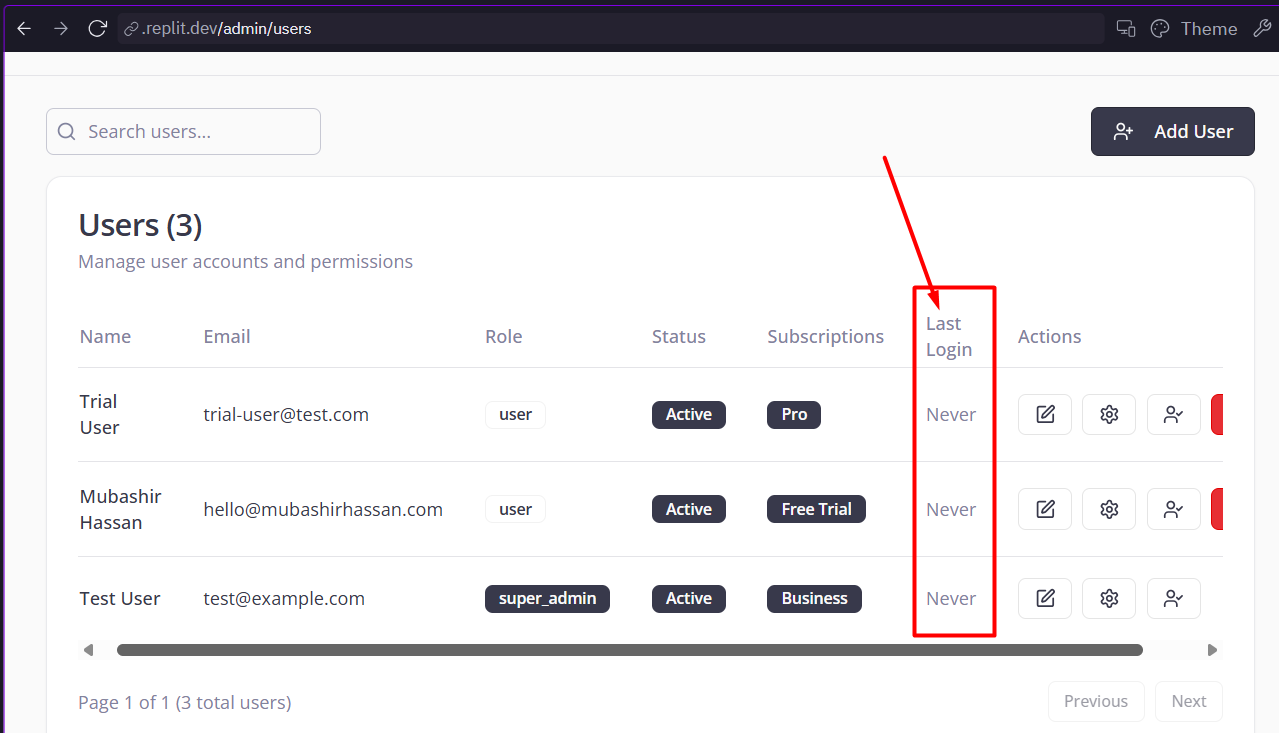 .replit.dev/admin/users
Theme
Search users...
Add User
Users (3)
Manage user accounts and permissions
Name Email Role Status Subscriptions Last Login Actions
Trial User trial-user@test.com user Active Pro Never
Mubashir Hassan hello@mubashirhassan.com user Active Free Trial Never
Test User test@example.com super_admin Active Business Never
Page 1 of 1 (3 total users)
Previous Next